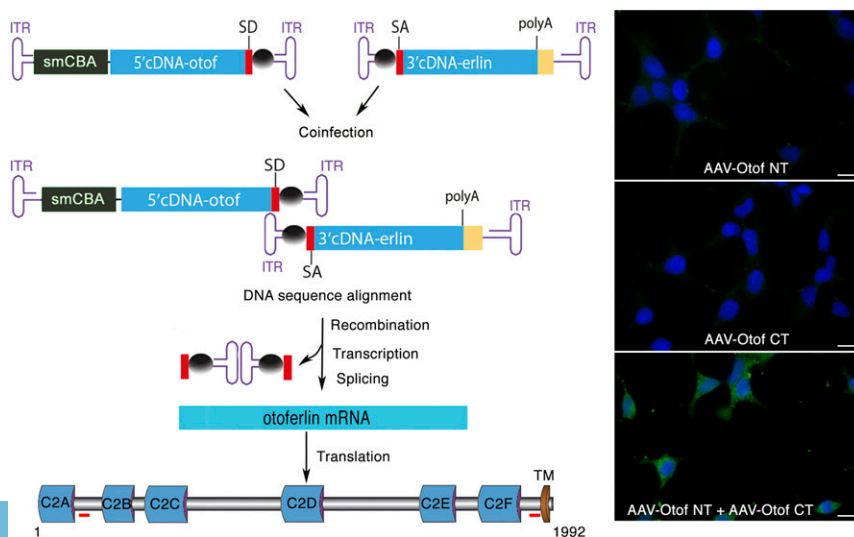 ITR
SD
ITR
smCBA
5'cDNA-otof
ITR
SA
polyA
ITR
3'cDNA-erlin
Coinfection
ITR
SD
ITR
smCBA
5'cDNA-otof
polyA
ITR
3'cDNA-erlin
ITR
SA
DNA sequence alignment
Recombination
Transcription
Splicing
otoferlin mRNA
Translation
C2A
C2B
C2C
C2D
C2E
C2F
TM
1
1992
AAV-Otof NT
AAV-Otof CT
AAV-Otof NT + AAV-Otof CT